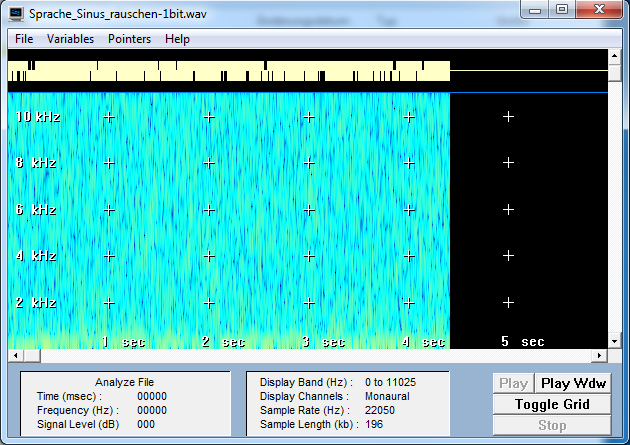 Sprache_Sinus_rauschen-1bit.wav
File Variables Pointers Help
10 kHz
8 kHz
6 kHz
4 kHz
2 kHz
1 sec 2 sec 3 sec 4 sec 5 sec
Analyze File
Time (msec) : 00000
Frequency (Hz) : 00000
Signal Level (dB) 000
Display Band (Hz) : 0 to 11025
Display Channels : Monaural
Sample Rate (Hz) : 22050
Sample Length (kb) : 196
Play Play Wdw
Toggle Grid
Stop